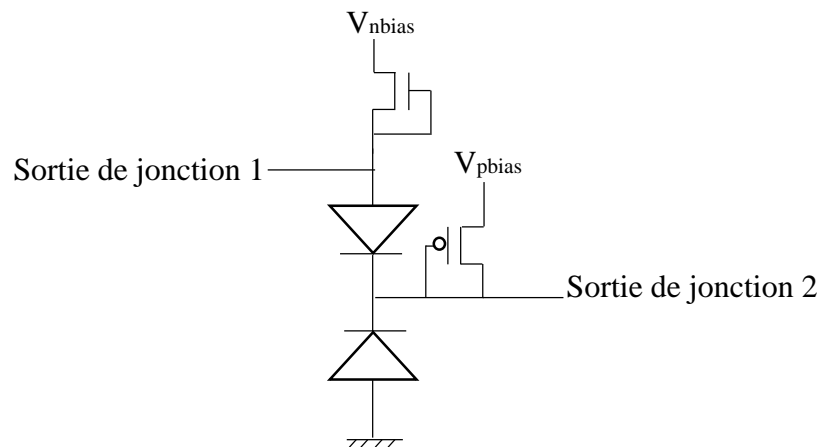 Vnbias
Sortie de jonction 1
Vpbias
Sortie de jonction 2